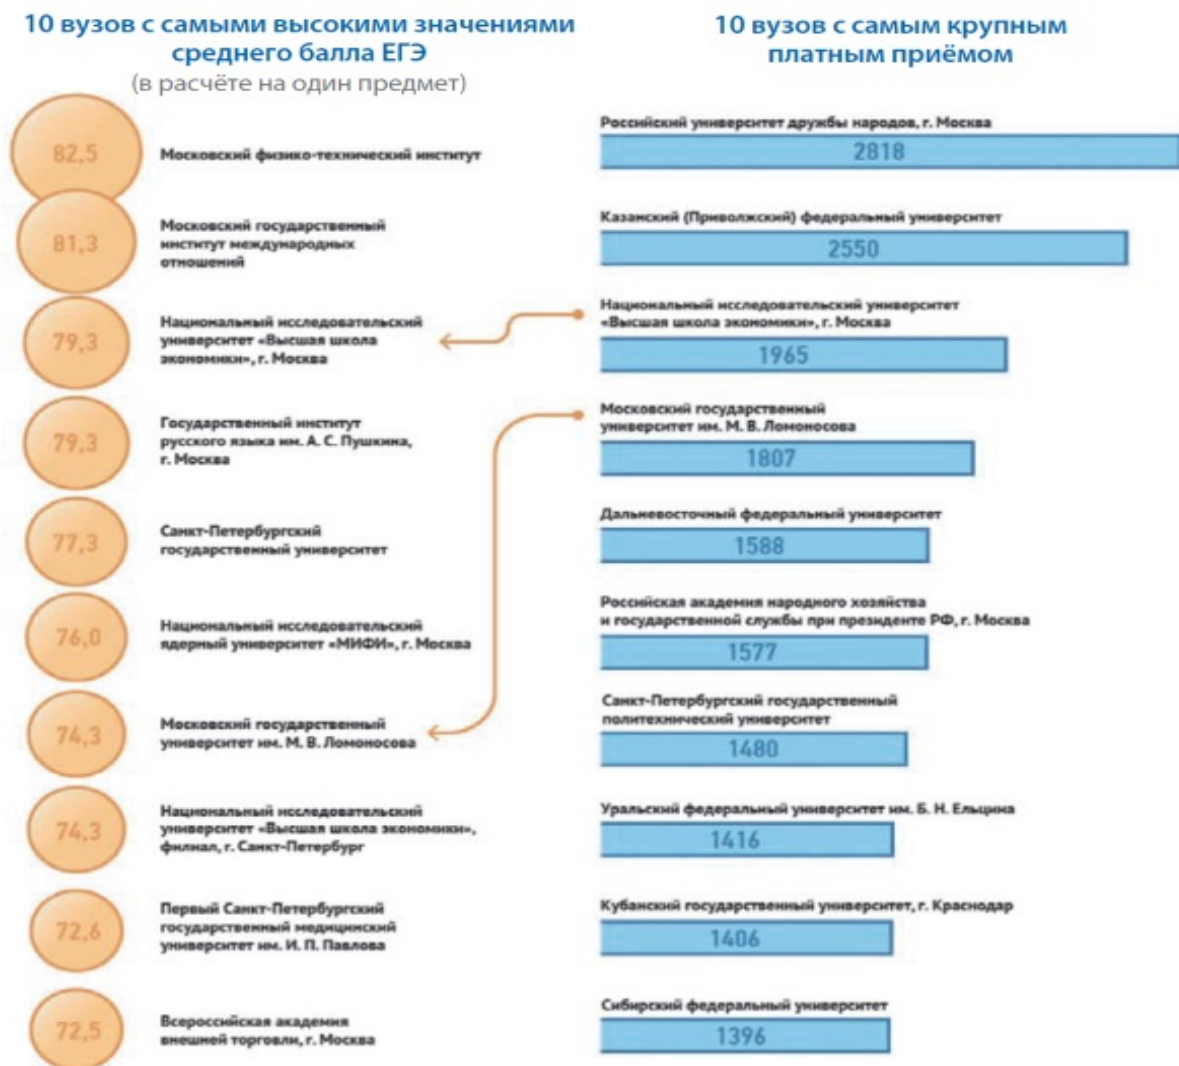 10 вузов с самыми высокими значениями
среднего балла ЕГЭ
(в расчёте на один предмет)
82,5
Московский физико-технический институт
81,3
Московский государственный
институт международных
отношений
79,3
Национальный исследовательский
университет «Высшая школа
экономики», г. Москва
79,3
Государственный институт
русского языка им. А. С. Пушкина,
г. Москва
77,3
Санкт-Петербургский
государственный университет
76,0
Национальный исследовательский
ядерный университет «МИФИ», г. Москва
74,3
Московский государственный
университет им. М. В. Ломоносова
74,3
Национальный исследовательский
университет «Высшая школа экономики»,
филиал, г. Санкт-Петербург
72,6
Первый Санкт-Петербургский
государственный медицинский
университет им. И. П. Павлова
72,5
Всероссийская академия
внешней торговли, г. Москва
10 вузов с самым крупным
платным приёмом
Российский университет дружбы народов, г. Москва
2818
Казанский (Приволжский) федеральный университет
2550
Национальный исследовательский университет
«Высшая школа экономики», г. Москва
1965
Московский государственный
университет им. М. В. Ломоносова
1807
Дальневосточный федеральный университет
1588
Российская академия народного хозяйства
и государственной службы при президенте РФ, г. Москва
1577
Санкт-Петербургский государственный
политехнический университет
1480
Уральский федеральный университет им. Б. Н. Ельцина
1416
Кубанский государственный университет, г. Краснодар
1406
Сибирский федеральный университет
1396